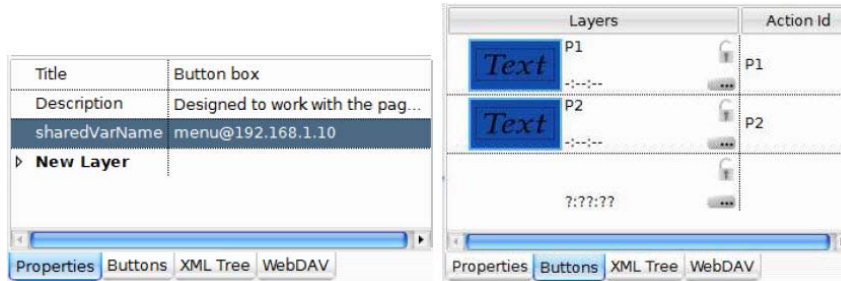 Title Button box
Description Designed to work with the pag...
sharedVarName menu@192.168.1.10
New Layer
Properties Buttons XML Tree WebDAV
Layers Action Id
Text P1 P1
-:--:--
Text P2 P2
-:--:--
?:??:??
Properties Buttons XML Tree WebDAV